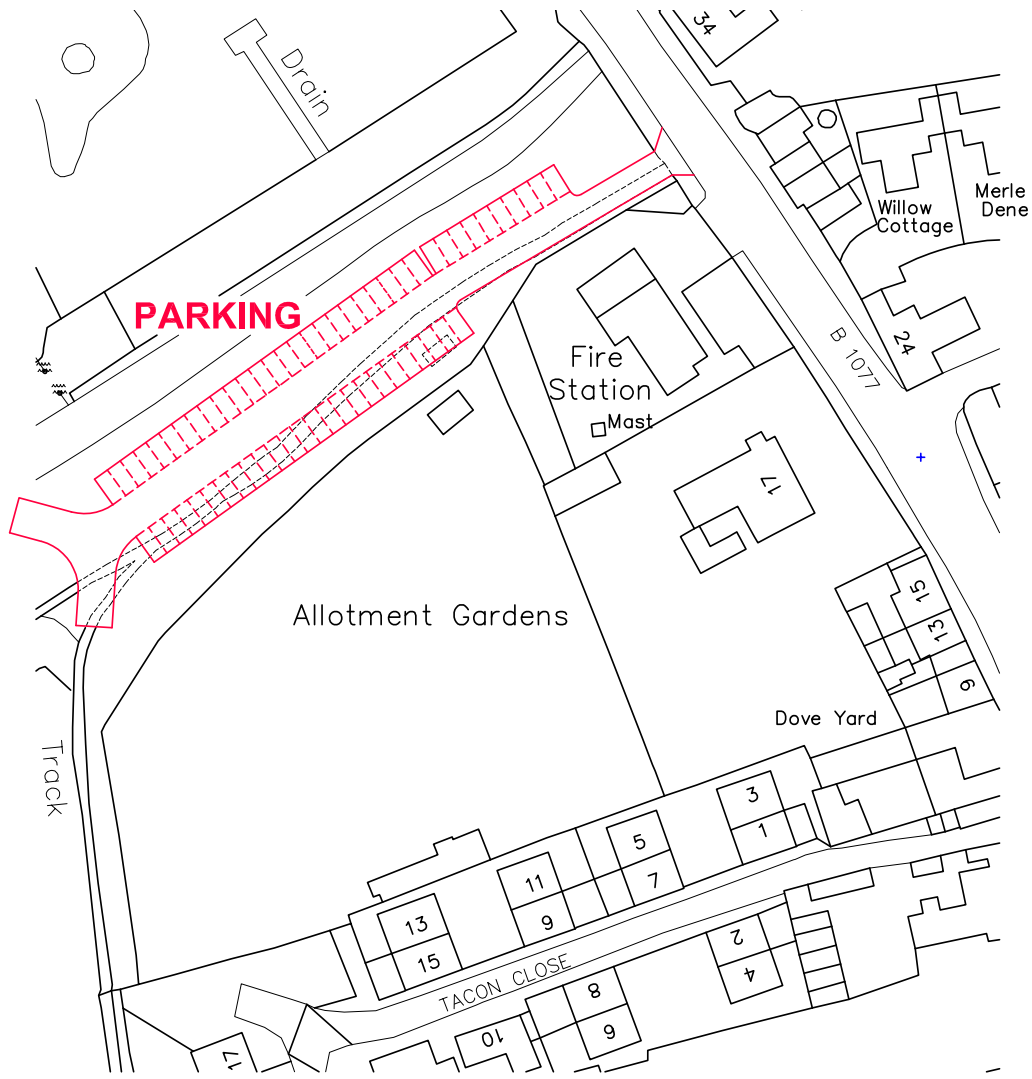 34
Drain
Willow
Cottage
Merle
Dene
PARKING
B 1077
24
Fire
Station
Mast
17
Allotment Gardens
15
13
9
Dove Yard
Track
3
1
5
7
11
9
13
15
2
4
TACON CLOSE
8
6
10
17